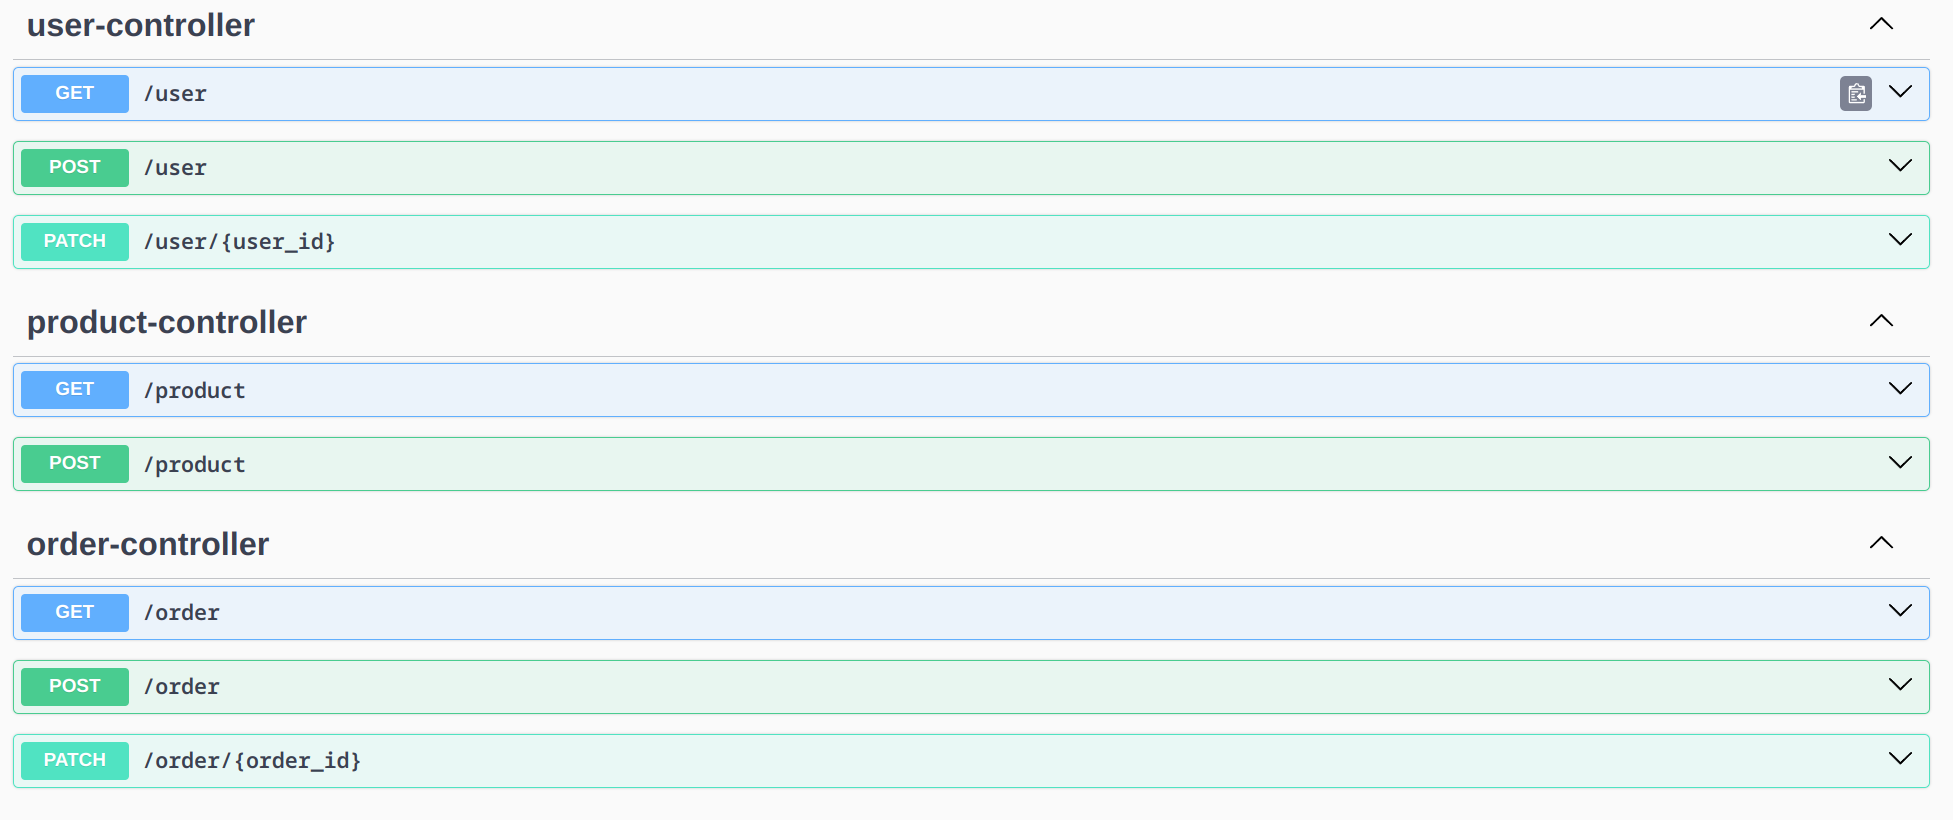 user-controller
GET /user
POST /user
PATCH /user/{user_id}
product-controller
GET /product
POST /product
order-controller
GET /order
POST /order
PATCH /order/{order_id}